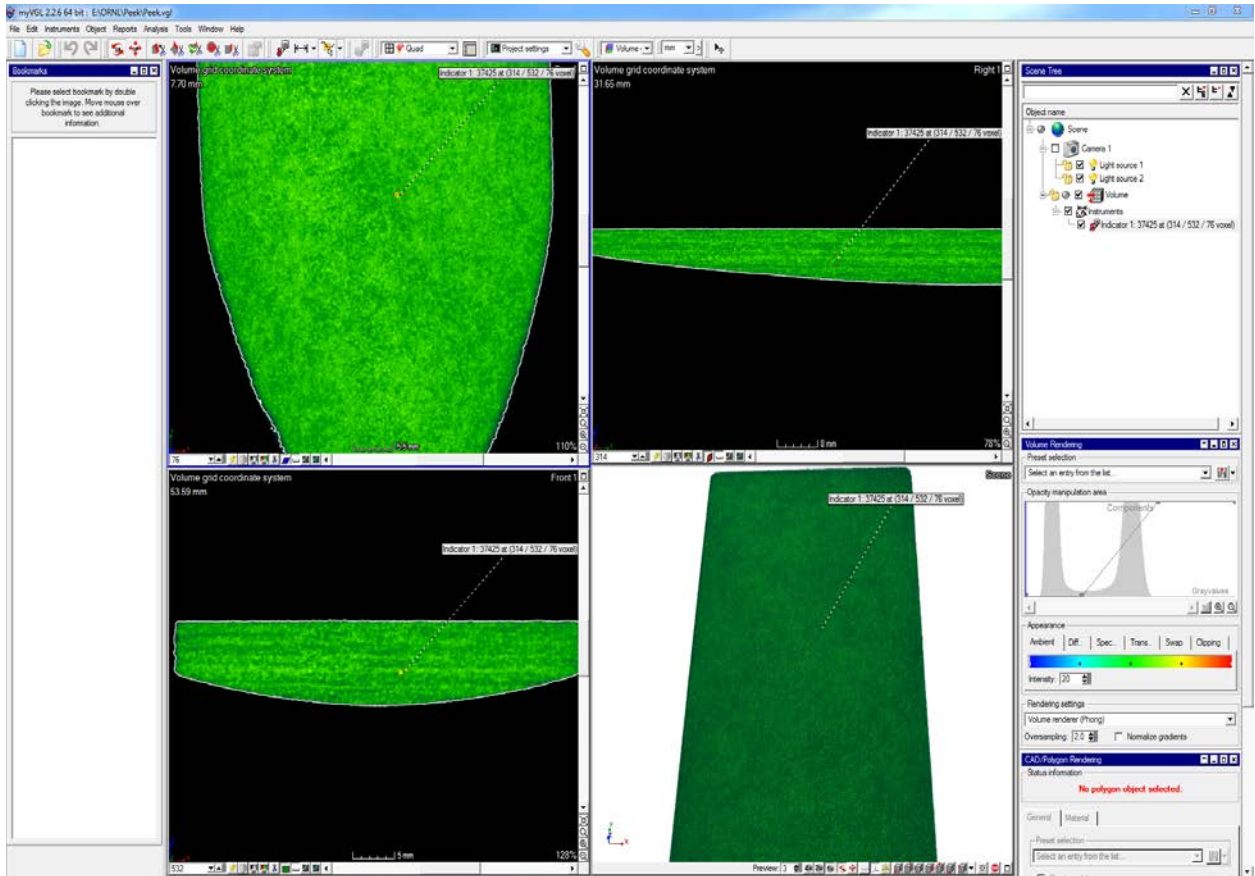 myVGL 2.2.6 64 bit : E:\ORNL\Peek\Peek.vgl
File Edit Instruments Object Reports Analysis Tools Window Help
Quad
Project settings
Volume
mm
Bookmarks
Please select bookmark by double
clicking the image. Move mouse over
bookmark to see additional
information.
Volume grid coordinate system
7.70 mm
Indicator 1: 37425 at (314 / 532 / 76 voxel)
110%
76
Volume grid coordinate system
Right 1
31.65 mm
Indicator 1: 37425 at (314 / 532 / 76 voxel)
8 mm
78%
314
Volume grid coordinate system
Front 1
53.59 mm
Indicator 1: 37425 at (314 / 532 / 76 voxel)
5 mm
128%
532
Scene
Indicator 1: 37425 at (314 / 532 / 76 voxel)
Preview: 3
Scene Tree
Object name
Scene
Camera 1
Light source 1
Light source 2
Volume
Instruments
Indicator 1: 37425 at (314 / 532 / 76 voxel)
Volume Rendering
Preset selection
Select an entry from the list...
Opacity manipulation area
Components
Grayvalues
Appearance
Ambient Diff.. Spec... Trans.. Swap Clipping
Intensity: 20
Rendering settings
Volume renderer (Phong)
Oversampling: 2.0 Normalize gradients
CAD/Polygon Rendering
Status information
No polygon object selected.
General Material
Preset selection
Select an entry from the list...